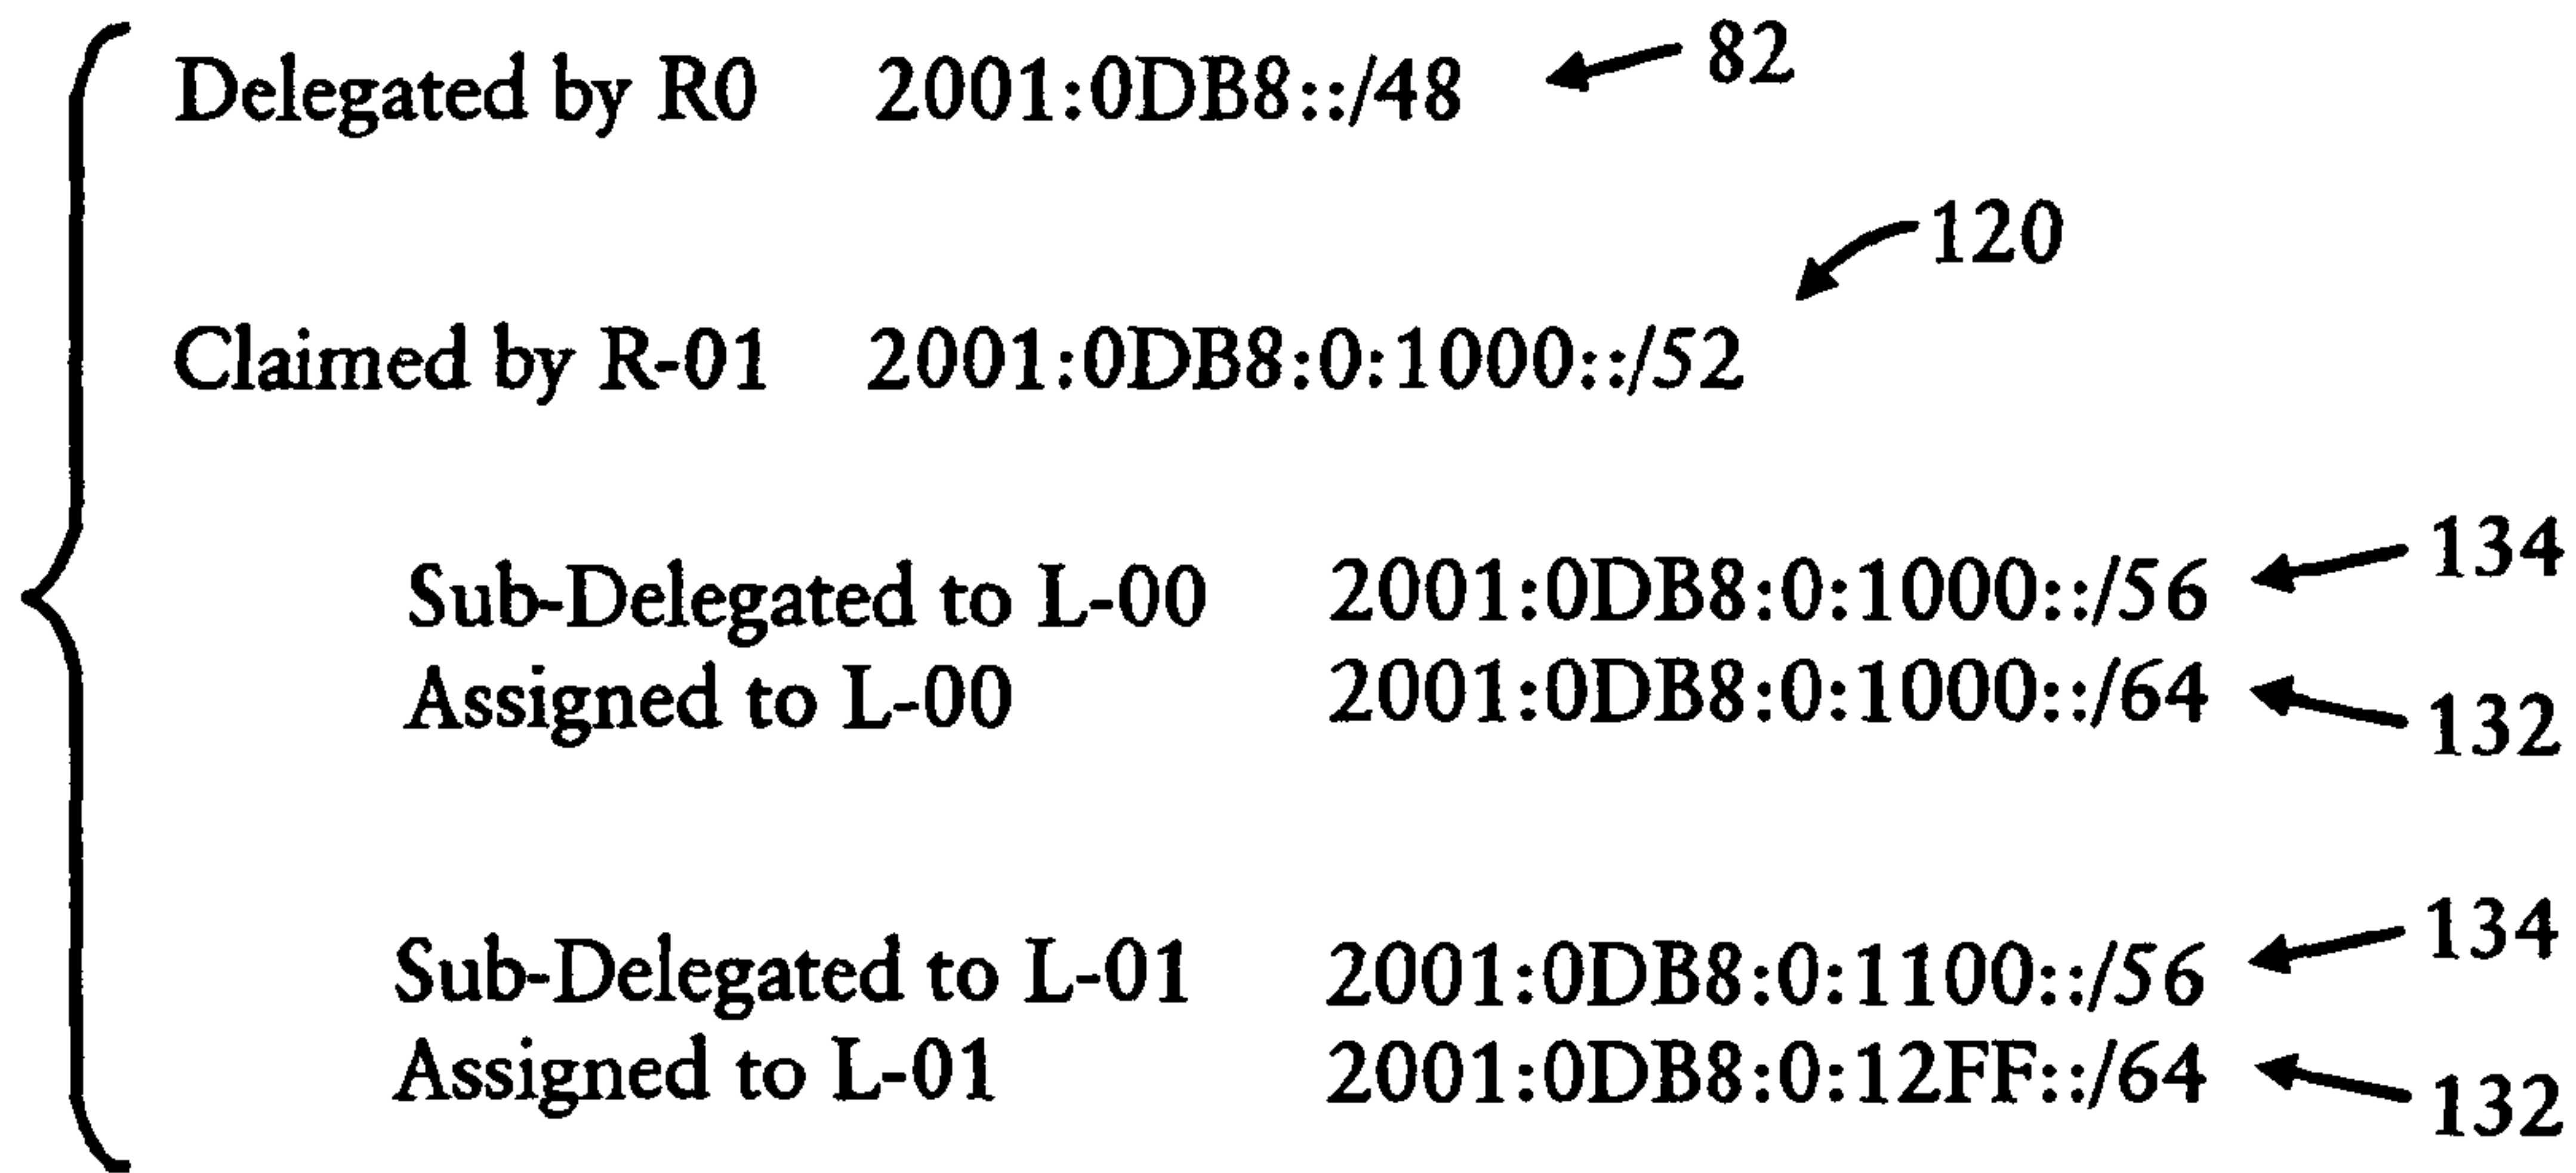 Delegated by R0 2001:0DB8::/48 82
120
Claimed by R-01 2001:0DB8:0:1000::/52
Sub-Delegated to L-00 2001:0DB8:0:1000::/56 134
Assigned to L-00 2001:0DB8:0:1000::/64 132
Sub-Delegated to L-01 2001:0DB8:0:1100::/56 134
Assigned to L-01 2001:0DB8:0:12FF::/64 132